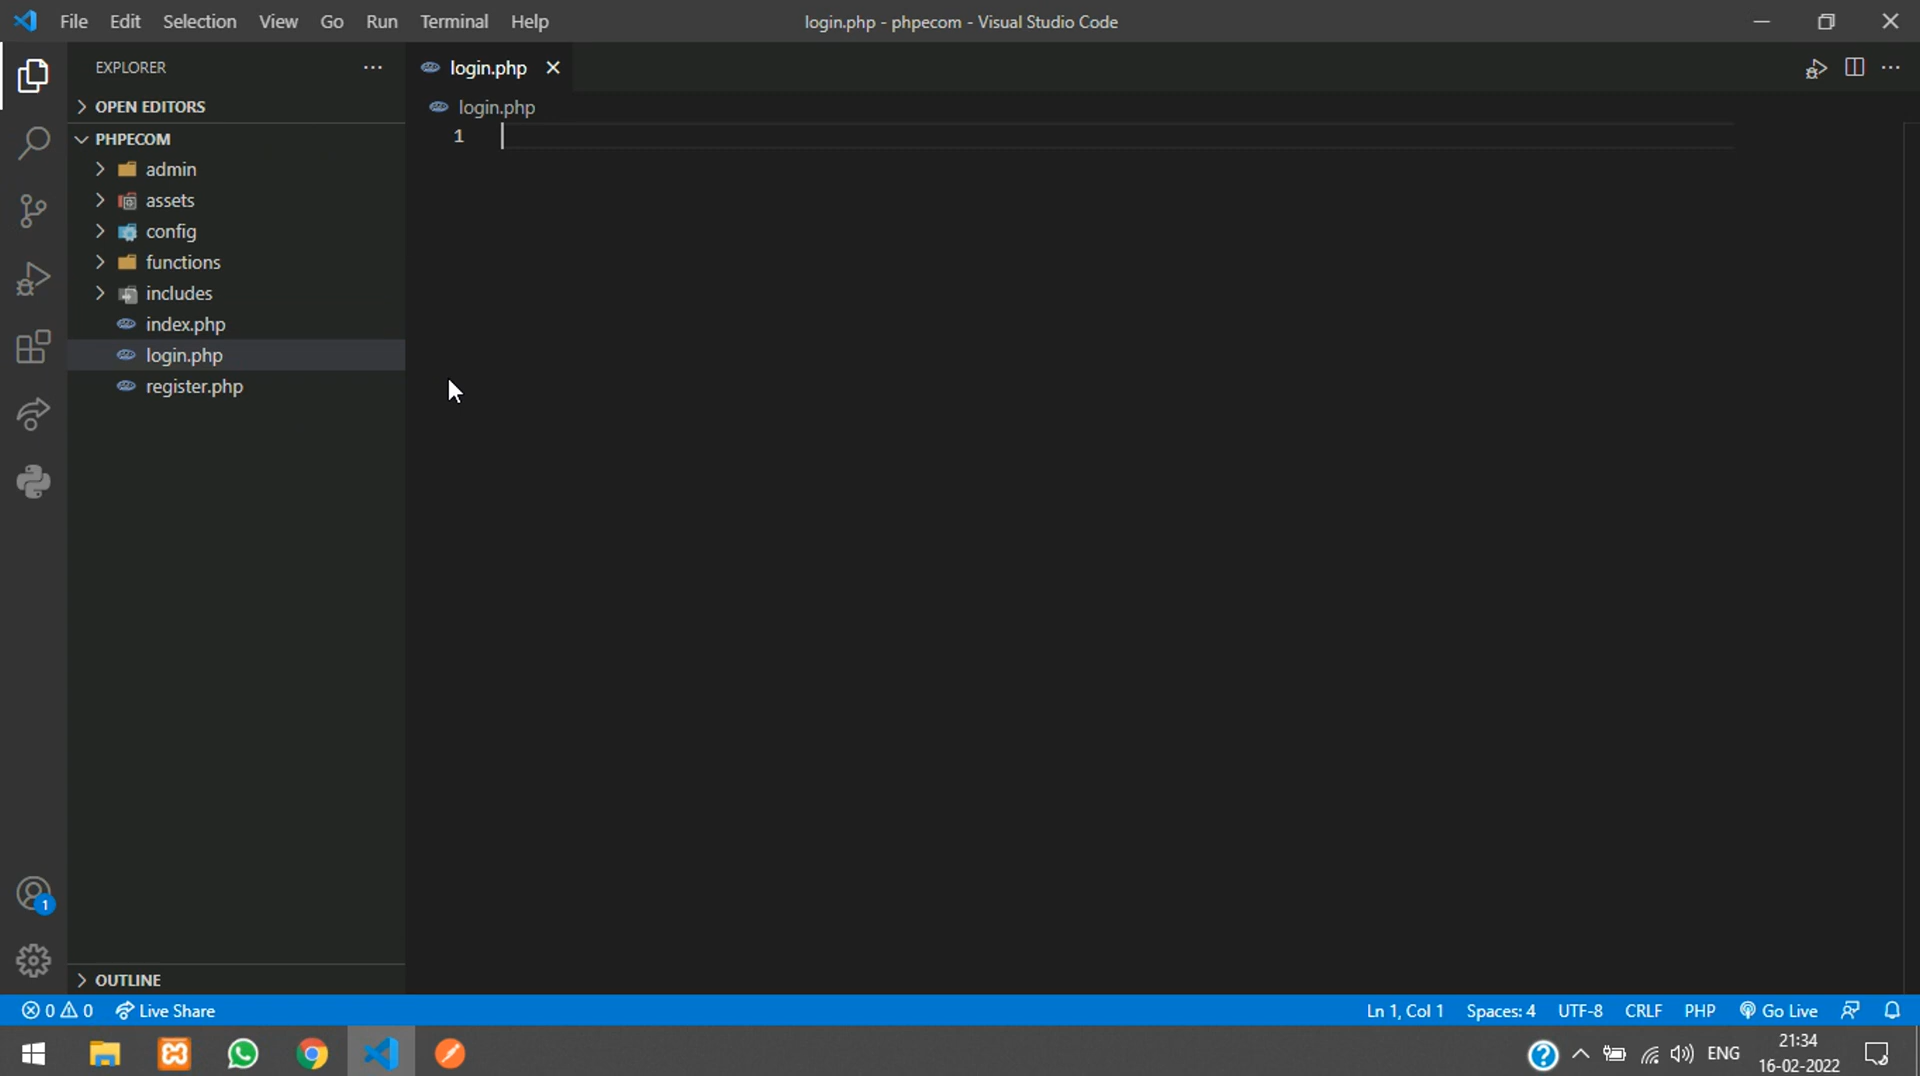 File Edit Selection View Go Run Terminal Help login.php - phpecom - Visual Studio Code
EXPLORER
login.php
OPEN EDITORS
login.php
1
PHPECOM
admin
assets
config
functions
includes
index.php
login.php
register.php
1
OUTLINE
0 0 Live Share Ln 1, Col 1 Spaces: 4 UTF-8 CRLF PHP Go Live
ENG
21:34
16-02-2022